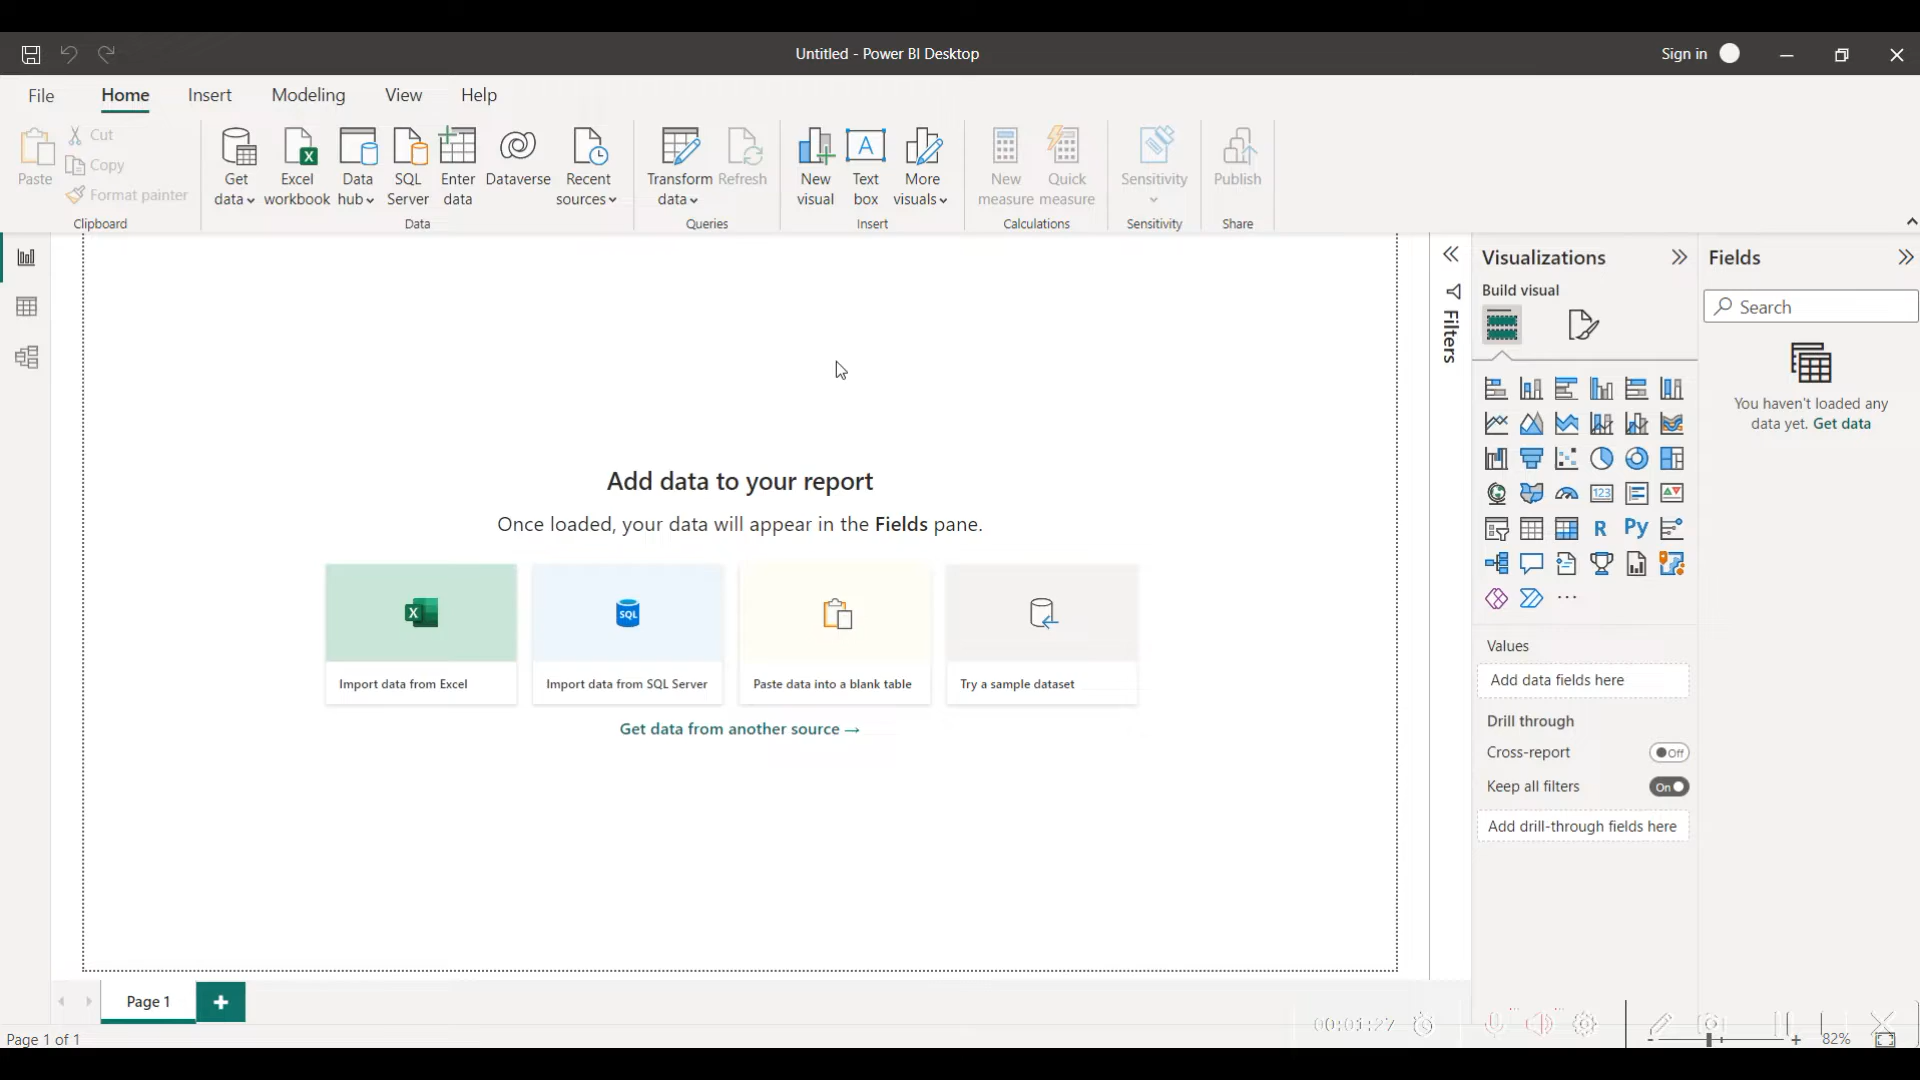 Untitled - Power BI Desktop
Sign in
File Home Insert Modeling View Help
Paste
Cut
Copy
Format painter
Clipboard
Get data
Excel workbook
Data hub
SQL Server
Enter data
Dataverse
Recent sources
Data
Transform data
Refresh
Queries
New visual
Text box
More visuals
Insert
New measure
Quick measure
Calculations
Sensitivity
Sensitivity
Publish
Share
Add data to your report
Once loaded, your data will appear in the Fields pane.
X
SQL
Import data from Excel
Import data from SQL Server
Paste data into a blank table
Try a sample dataset
Get data from another source →
Filters
Visualizations
Build visual
123
R
Py
...
Values
Add data fields here
Drill through
Cross-report
Off
Keep all filters
On
Add drill-through fields here
Fields
Search
You haven't loaded any
data yet. Get data
Page 1
Page 1 of 1
00:01:27
- + 82%